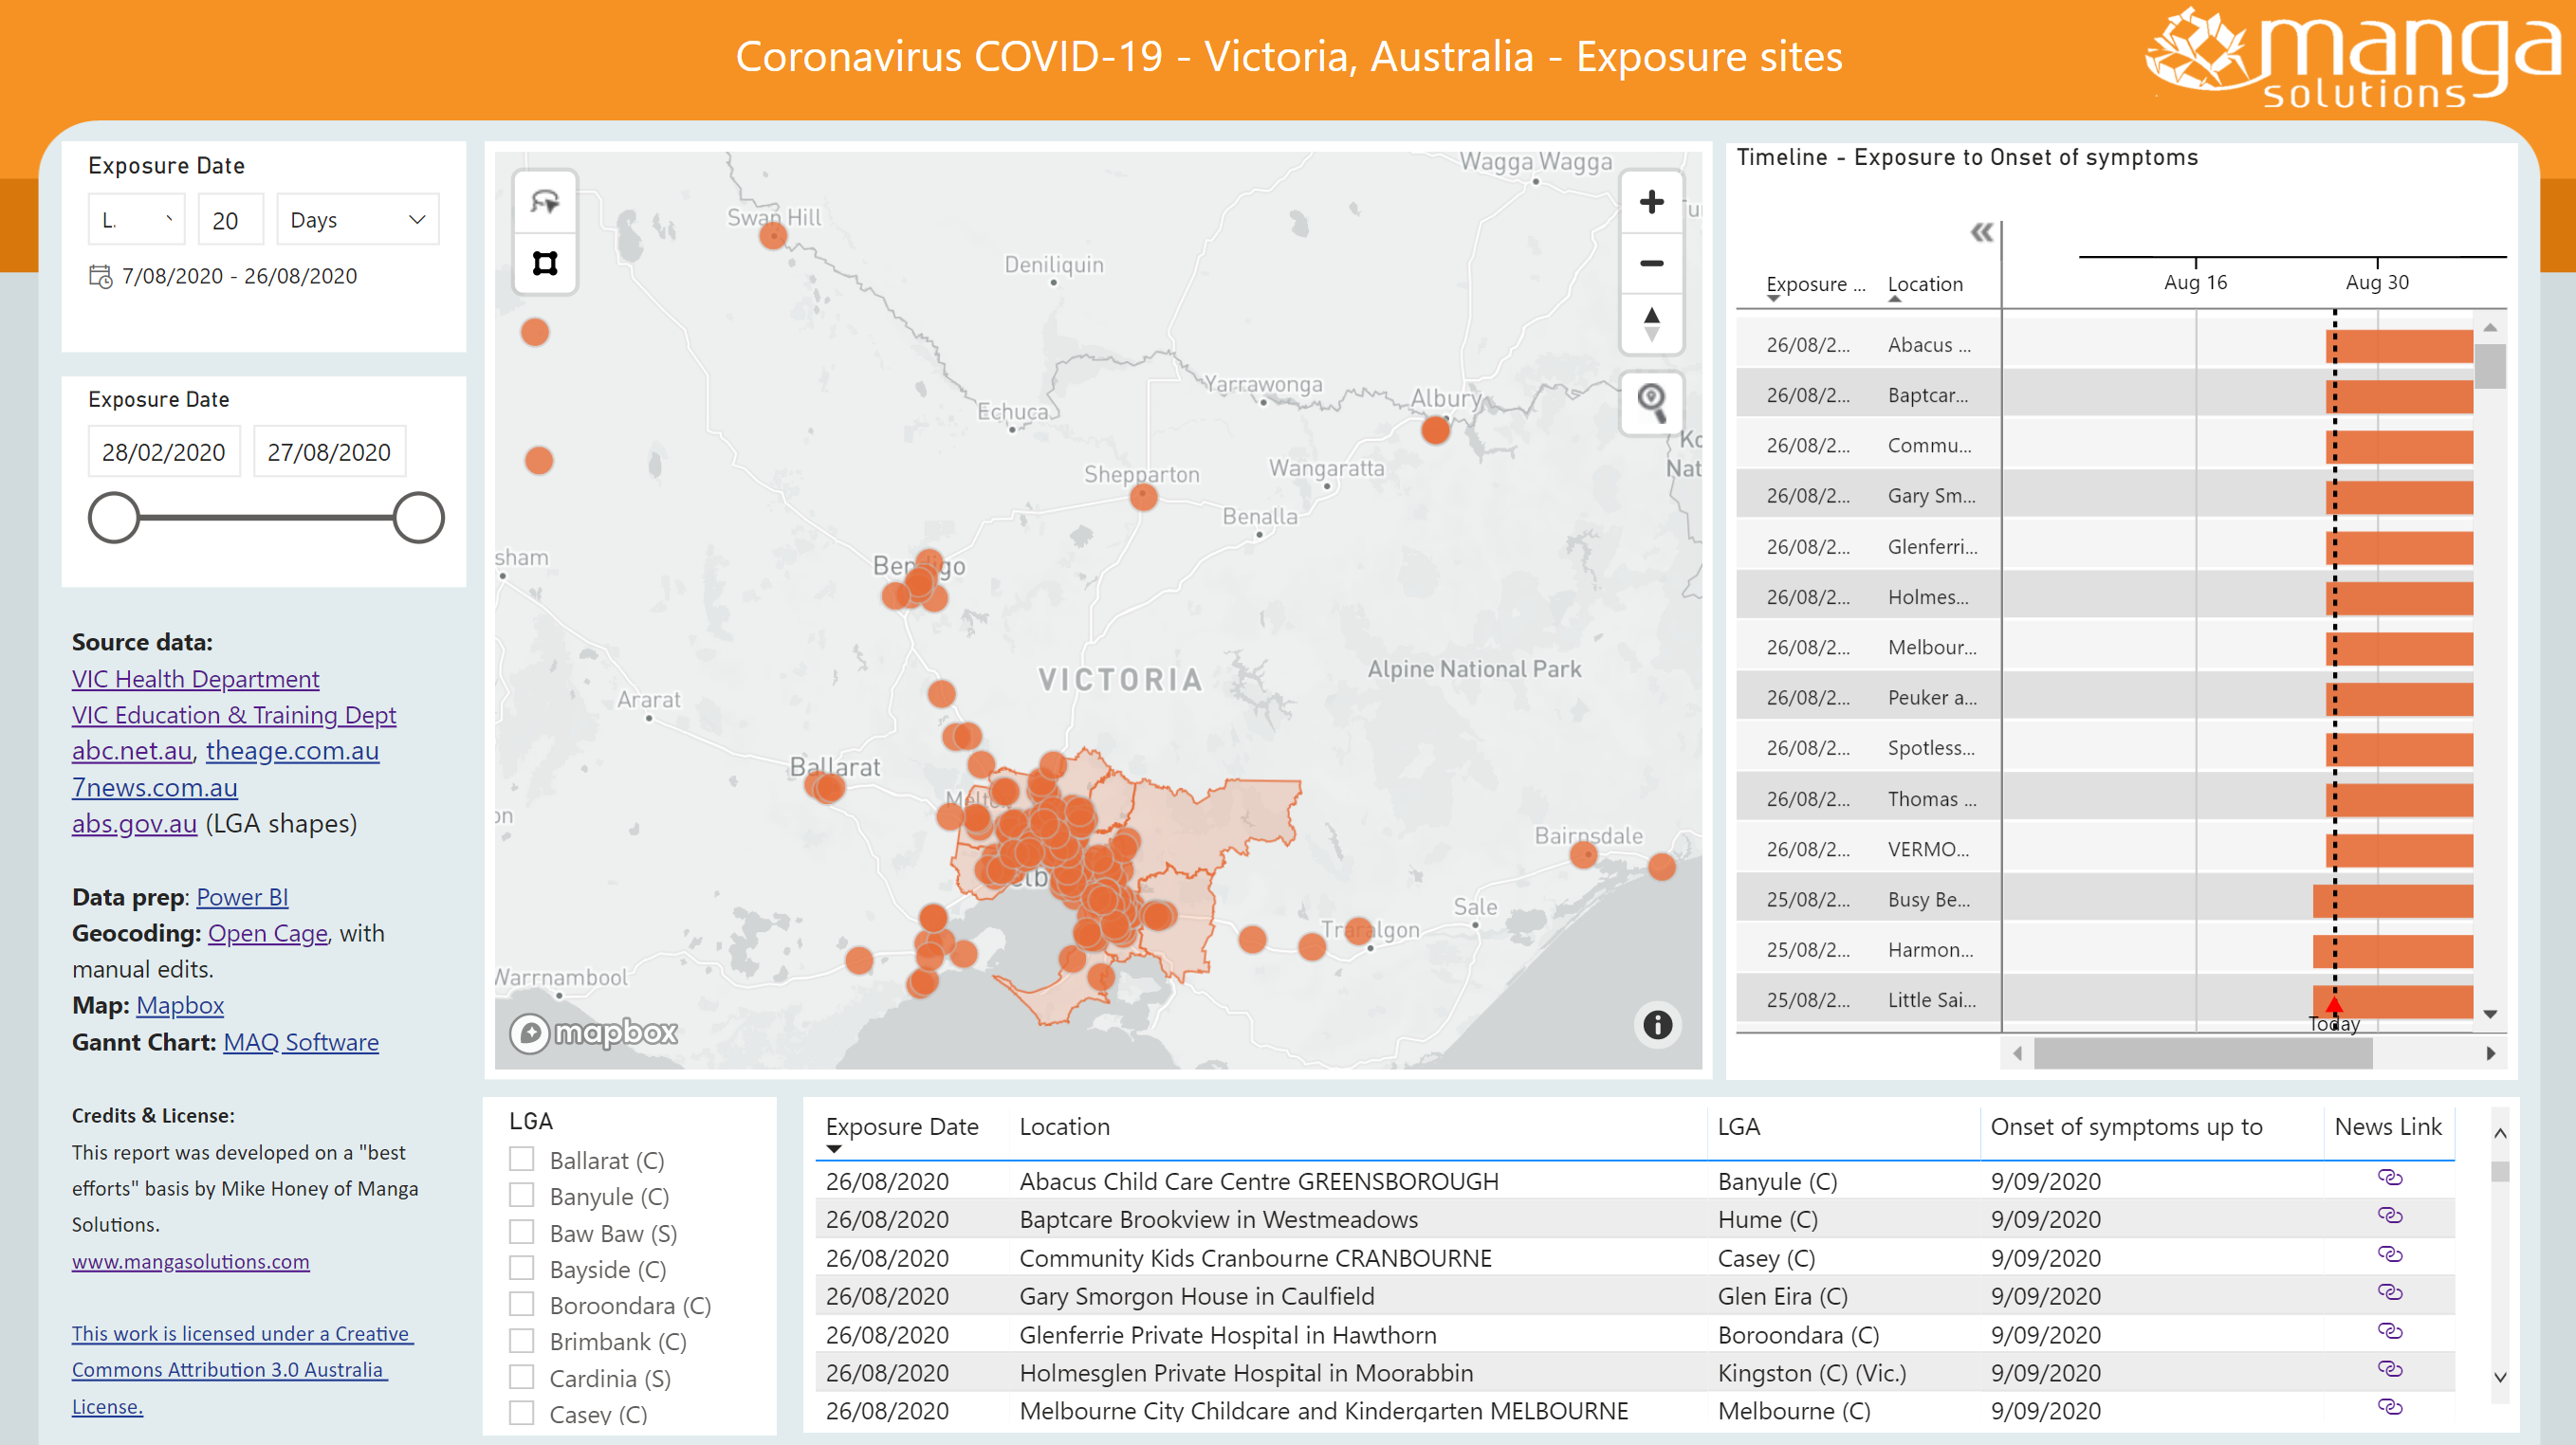 Coronavirus COVID-19 - Victoria, Australia - Exposure sites
manga
solutions
Exposure Date
L.
20
Days
7/08/2020 - 26/08/2020
Exposure Date
28/02/2020
27/08/2020
Source data:
VIC Health Department
VIC Education & Training Dept
abc.net.au, theage.com.au
7news.com.au
abs.gov.au (LGA shapes)
Data prep: Power BI
Geocoding: Open Cage, with
manual edits.
Map: Mapbox
Gannt Chart: MAQ Software
Credits & License:
This report was developed on a "best
efforts" basis by Mike Honey of Manga
Solutions.
www.mangasolutions.com
This work is licensed under a Creative
Commons Attribution 3.0 Australia
License.
Wagga Wagga
Swan Hill
Deniliquin
Yarrawonga
Albury
Echuca
Shepparton
Wangaratta
Nat
Benalla
sham
Bendigo
VICTORIA
Alpine National Park
Ararat
Ballarat
Bairnsdale
Sale
Traralgon
Warrnambool
mapbox
Timeline - Exposure to Onset of symptoms
Exposure ... Location
Aug 16 Aug 30
26/08/2... Abacus ...
26/08/2... Baptcar...
26/08/2... Commu...
26/08/2... Gary Sm...
26/08/2... Glenferri...
26/08/2... Holmes...
26/08/2... Melbour...
26/08/2... Peuker a...
26/08/2... Spotless...
26/08/2... Thomas ...
26/08/2... VERMO...
25/08/2... Busy Be...
25/08/2... Harmon...
25/08/2... Little Sai...
Today
LGA
Ballarat (C)
Banyule (C)
Baw Baw (S)
Bayside (C)
Boroondara (C)
Brimbank (C)
Cardinia (S)
Casey (C)
Exposure Date Location LGA Onset of symptoms up to News Link
26/08/2020 Abacus Child Care Centre GREENSBOROUGH Banyule (C) 9/09/2020
26/08/2020 Baptcare Brookview in Westmeadows Hume (C) 9/09/2020
26/08/2020 Community Kids Cranbourne CRANBOURNE Casey (C) 9/09/2020
26/08/2020 Gary Smorgon House in Caulfield Glen Eira (C) 9/09/2020
26/08/2020 Glenferrie Private Hospital in Hawthorn Boroondara (C) 9/09/2020
26/08/2020 Holmesglen Private Hospital in Moorabbin Kingston (C) (Vic.) 9/09/2020
26/08/2020 Melbourne City Childcare and Kindergarten MELBOURNE Melbourne (C) 9/09/2020